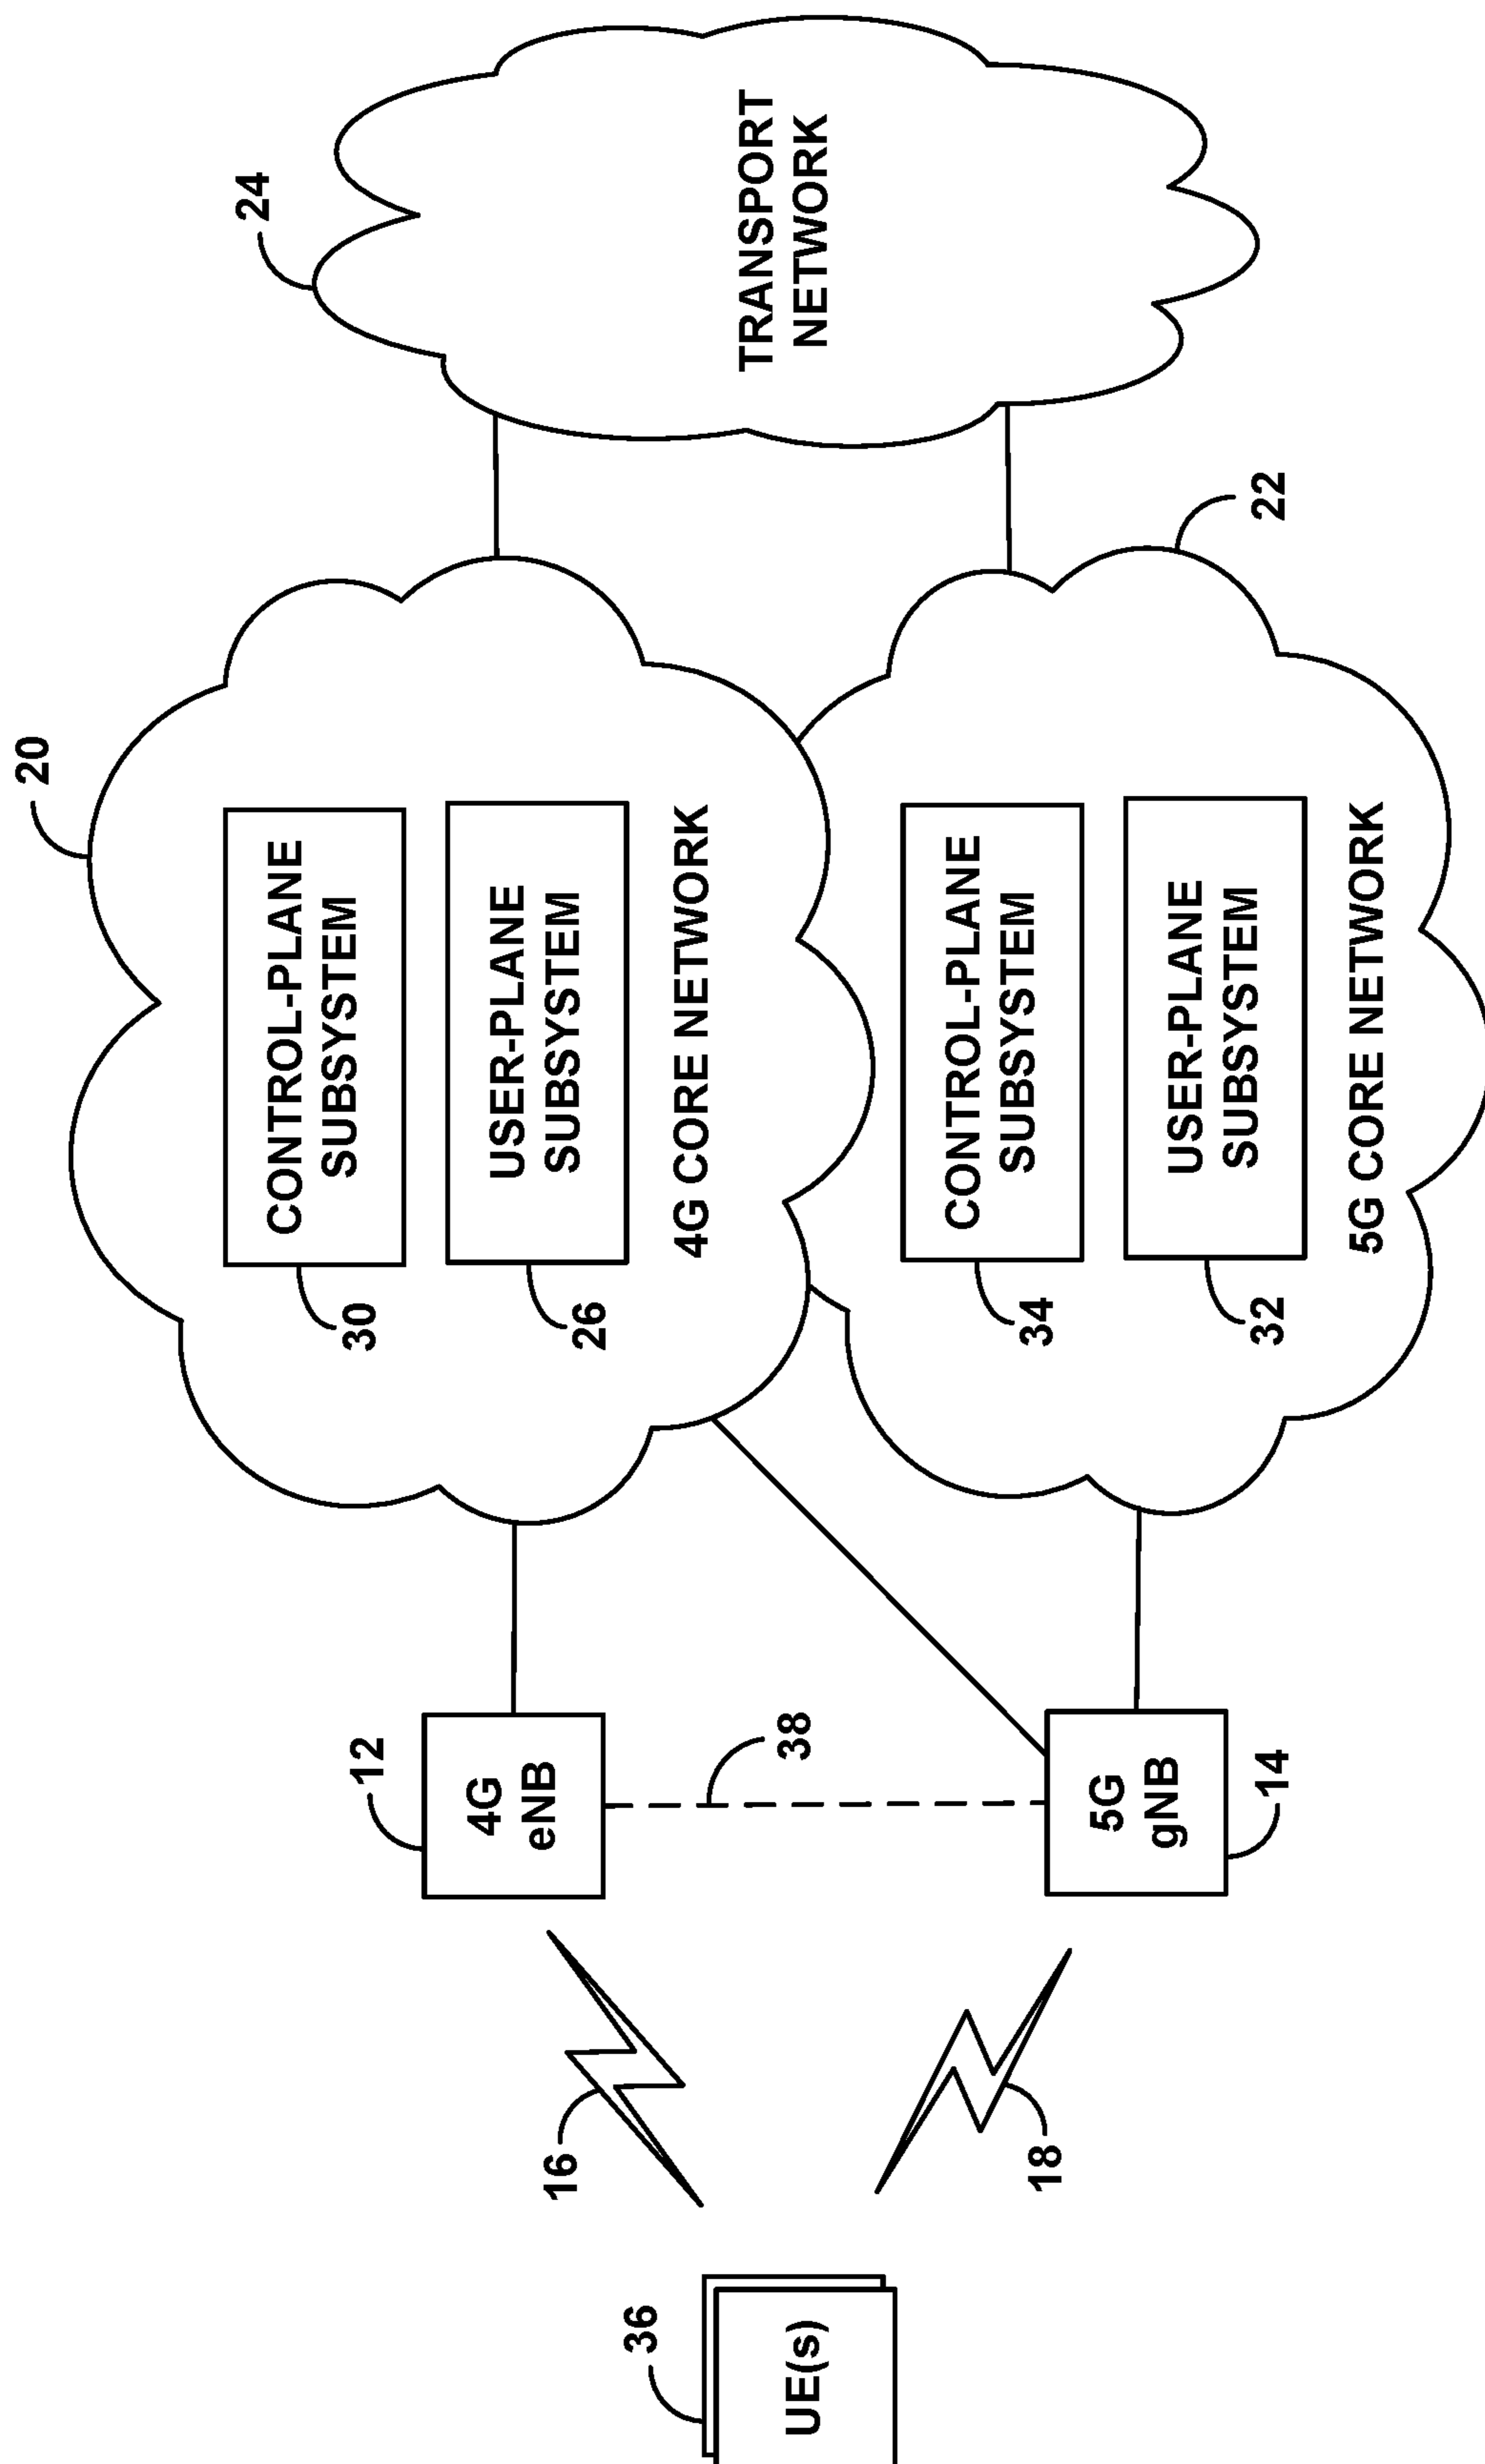 20
24
CONTROL-PLANE
SUBSYSTEM
30
12
USER-PLANE
SUBSYSTEM
26
4G
eNB
16
4G CORE NETWORK
TRANSPORT
NETWORK
36
38
UE(s)
CONTROL-PLANE
SUBSYSTEM
34
18
5G
gNB
USER-PLANE
SUBSYSTEM
32
14
22
5G CORE NETWORK